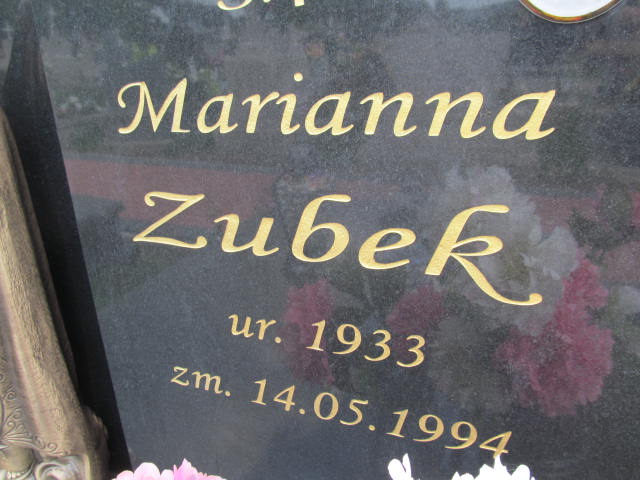 Marianna
Zubek
ur. 1933
zm. 14.05.1994